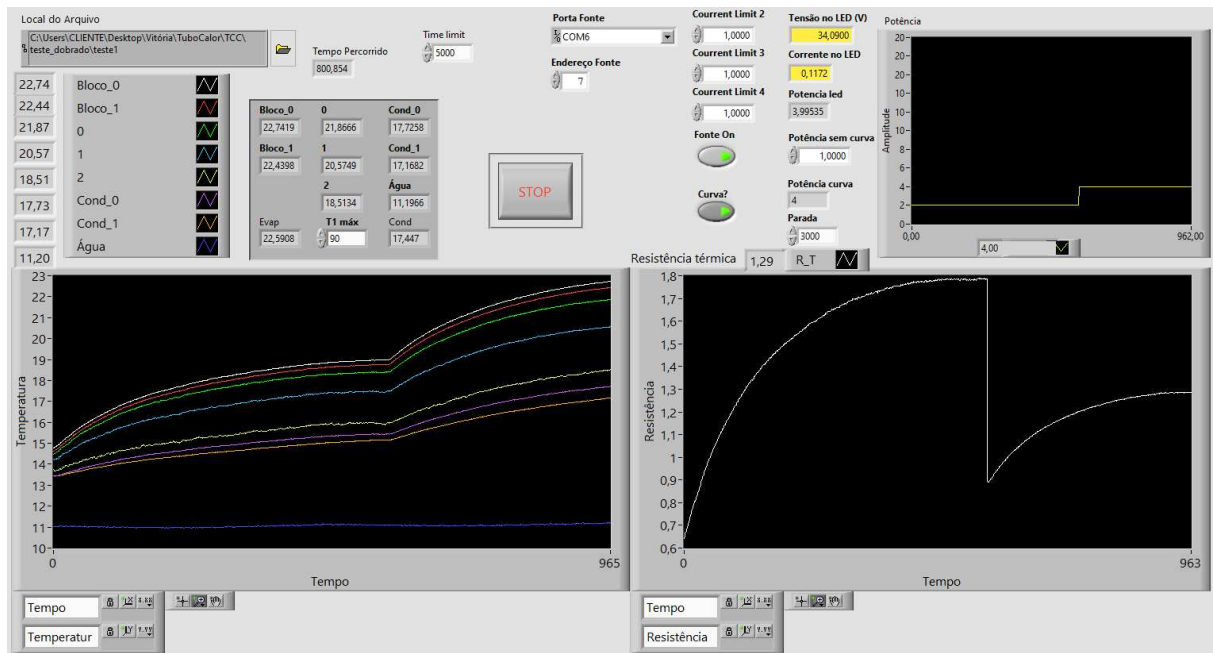 Local do Arquivo
C:\Users\CLIENTE\Desktop\Vitória\TuboCalor\TCC\
teste_dobrado\teste1
Tempo Percorrido
800,854
Time limit
5000
Porta Fonte
COM6
Endereço Fonte
7
Courrent Limit 2
1,0000
Courrent Limit 3
1,0000
Courrent Limit 4
1,0000
Fonte On
Curva?
Tensão no LED (V)
34,0900
Corrente no LED
0,1172
Potencia led
3,99535
Potência sem curva
1,0000
Potência curva
4
Parada
3000
Potência
20-
20-
20-
10-
10-
10-
8-
6-
4-
2-
0-
Amplitude
0,00
962,00
4,00
22,74
22,44
21,87
20,57
18,51
17,73
17,17
11,20
Bloco_0
Bloco_1
0
1
2
Cond_0
Cond_1
Água
Bloco_0 0 Cond_0
22,7419 21,8666 17,7258
Bloco_1 1 Cond_1
22,4398 20,5749 17,1682
2 Água
18,5134 11,1966
Evap T1 máx Cond
22,5908 90 17,447
STOP
Resistência térmica 1,29 R_T
23-
22-
21-
20-
19-
18-
17-
16-
15-
14-
13-
12-
11-
10-
Temperatura
0 965
Tempo
1,8-
1,7-
1,6-
1,5-
1,4-
1,3-
1,2-
1,1-
1-
0,9-
0,8-
0,7-
0,6-
Resistência
0 963
Tempo
Tempo
Temperatur
Tempo
Resistência